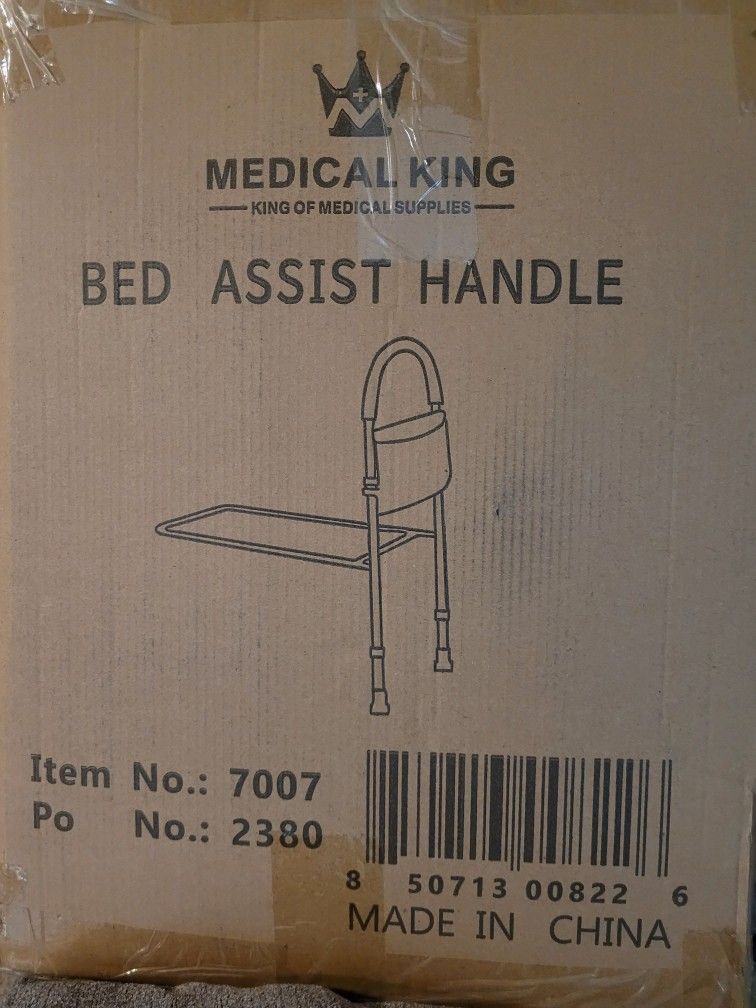 MEDICAL KING
KING OF MEDICAL SUPPLIES
BED ASSIST HANDLE
Item No.: 7007
Po No.: 2380
8 50713 00822 6
MADE IN CHINA